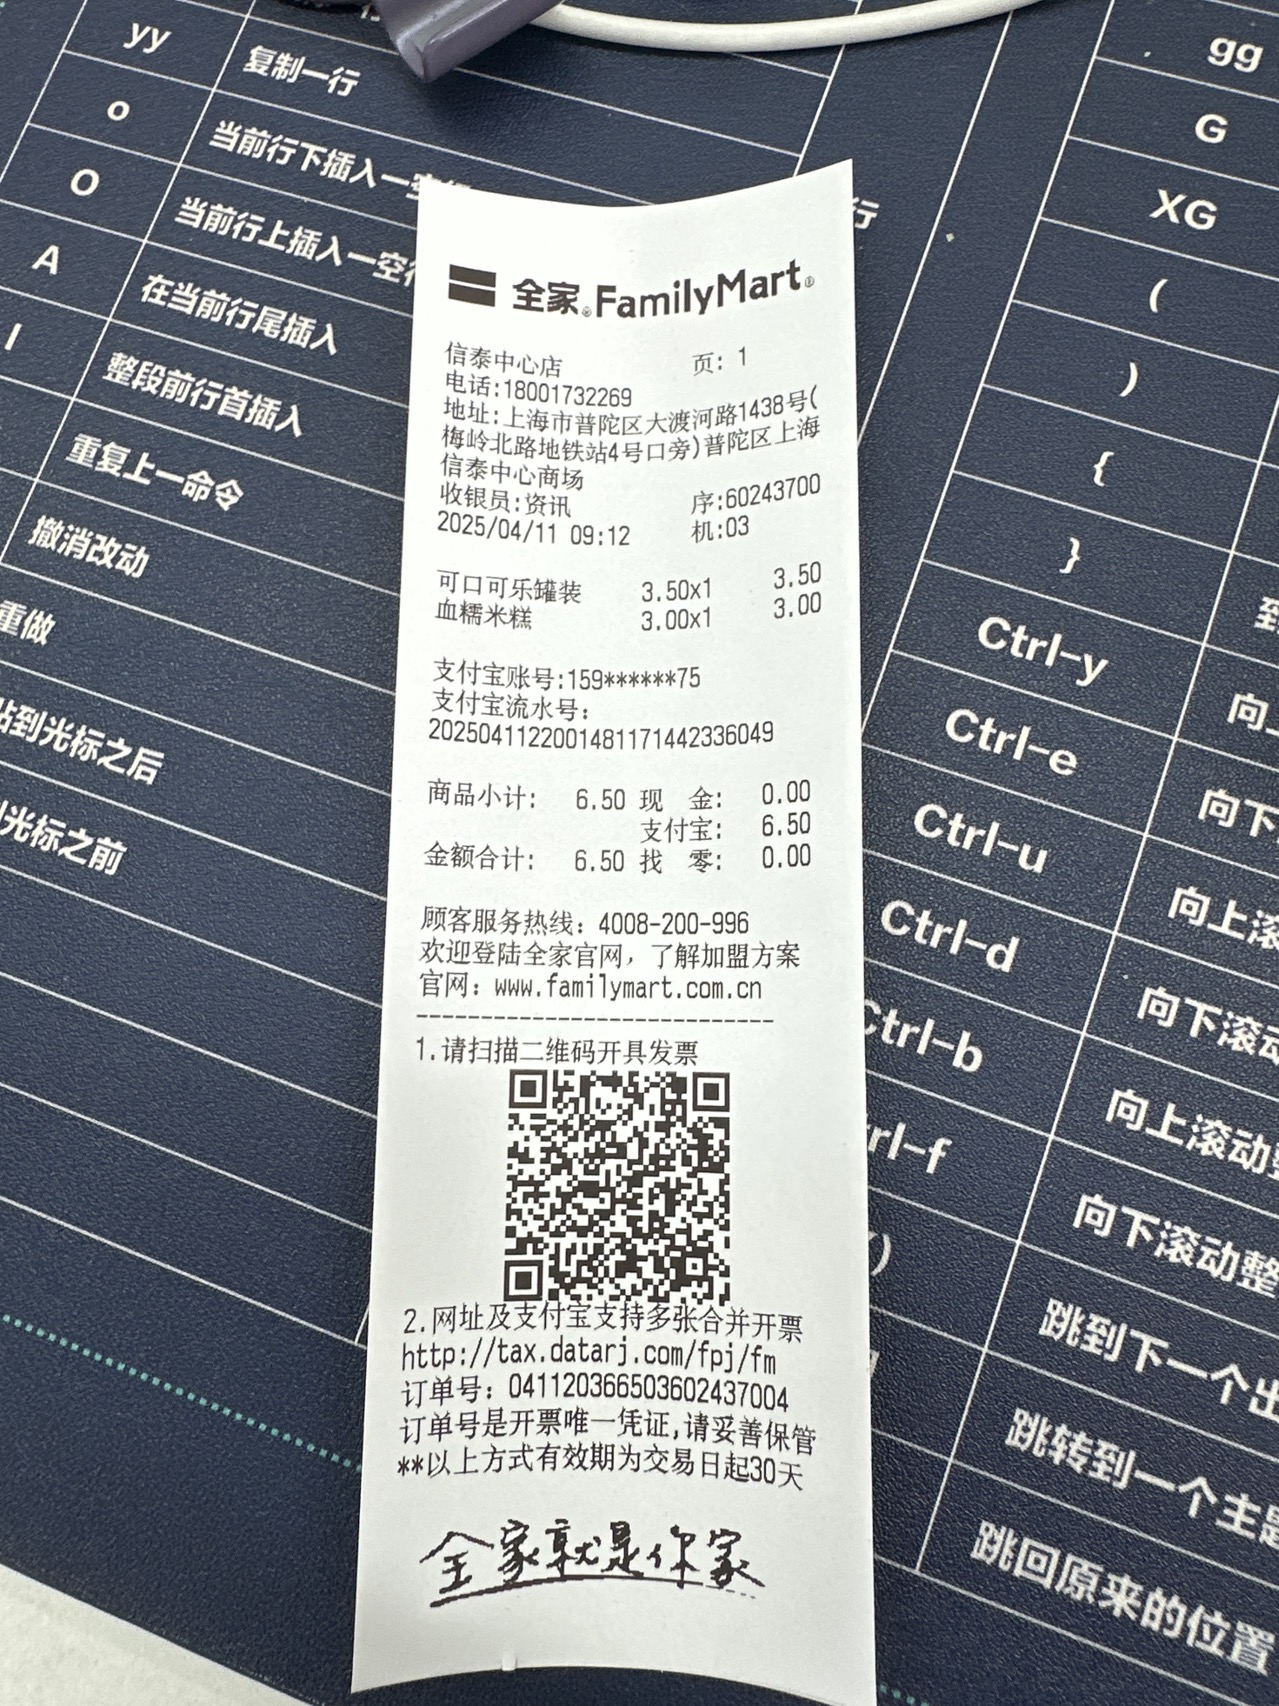 yy 复制一行
o 当前行下插入一空行
O 当前行上插入一空行
A 在当前行尾插入
I 整段前行首插入
重复上一命令
撤消改动
重做
贴到光标之后
光标之前
全家 FamilyMart
信泰中心店 页: 1
电话:18001732269
地址:上海市普陀区大渡河路1438号(
梅岭北路地铁站4号口旁)普陀区上海
信泰中心商场
收银员:资讯 序:60243700
2025/04/11 09:12 机:03
可口可乐罐装 3.50x1 3.50
血糯米糕 3.00x1 3.00
支付宝账号:159******75
支付宝流水号:
2025041122001481171442336049
商品小计: 6.50 现 金: 0.00
支付宝: 6.50
金额合计: 6.50 找 零: 0.00
顾客服务热线: 4008-200-996
欢迎登陆全家官网, 了解加盟方案
官网: www.familymart.com.cn
1.请扫描二维码开具发票
2.网址及支付宝支持多张合并开票
http://tax.datarj.com/fpj/fm
订单号: 041120366503602437004
订单号是开票唯一凭证,请妥善保管
**以上方式有效期为交易日起30天
全家就是你家
行
gg
G
XG
(
)
{
}
Ctrl-y 向上
Ctrl-e 向下
Ctrl-u 向上滚
Ctrl-d 向下滚动
Ctrl-b 向上滚动
rl-f 向下滚动整
跳到下一个出
跳转到一个主题
跳回原来的位置